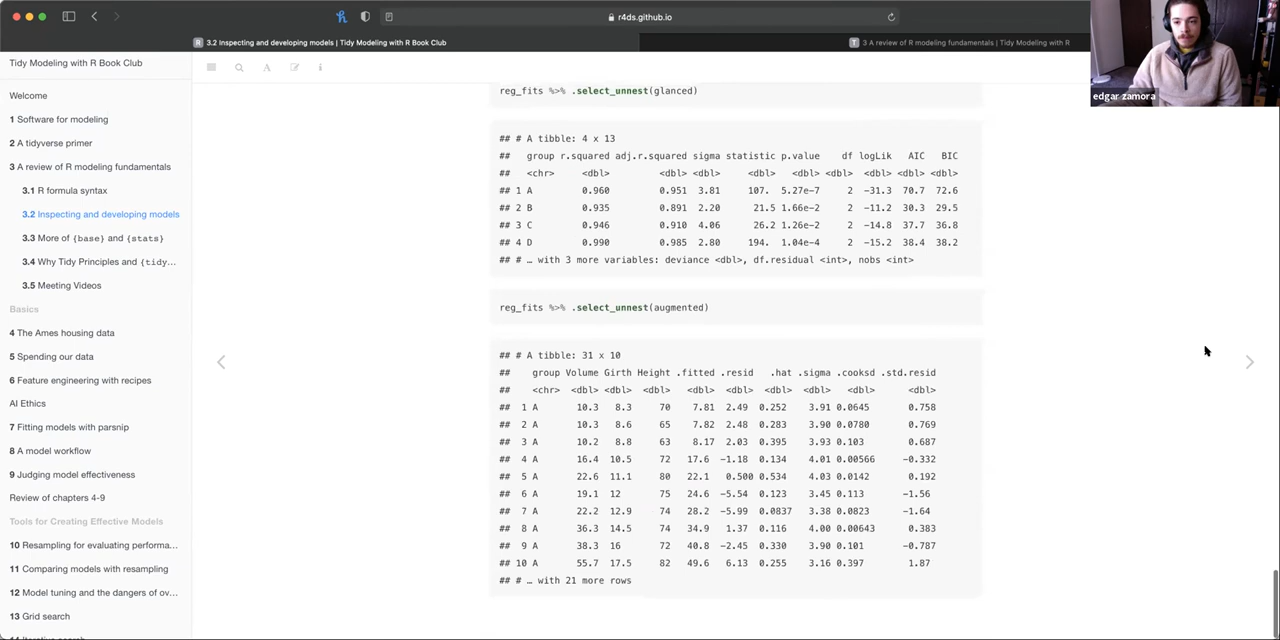 r4ds.github.io
R 3.2 Inspecting and developing models | Tidy Modeling with R Book Club
T 3 A review of R modeling fundamentals | Tidy Modeling with R
edgar zamora
Tidy Modeling with R Book Club
Welcome
1 Software for modeling
2 A tidyverse primer
3 A review of R modeling fundamentals
3.1 R formula syntax
3.2 Inspecting and developing models
3.3 More of {base} and {stats}
3.4 Why Tidy Principles and {tidy…
3.5 Meeting Videos
Basics
4 The Ames housing data
5 Spending our data
6 Feature engineering with recipes
AI Ethics
7 Fitting models with parsnip
8 A model workflow
9 Judging model effectiveness
Review of chapters 4-9
Tools for Creating Effective Models
10 Resampling for evaluating performa…
11 Comparing models with resampling
12 Model tuning and the dangers of ov…
13 Grid search
A
i
reg_fits %>% .select_unnest(glanced)
## # A tibble: 4 x 13
##   group r.squared adj.r.squared sigma statistic p.value    df logLik   AIC   BIC
##   <chr>     <dbl>         <dbl> <dbl>     <dbl>   <dbl> <dbl>  <dbl> <dbl> <dbl>
## 1 A         0.960         0.951  3.81     107.  5.27e-7     2  -31.3  70.7  72.6
## 2 B         0.935         0.891  2.20      21.5 1.66e-2     2  -11.2  30.3  29.5
## 3 C         0.946         0.910  4.06      26.2 1.26e-2     2  -14.8  37.7  36.8
## 4 D         0.990         0.985  2.80     194.  1.04e-4     2  -15.2  38.4  38.2
## # … with 3 more variables: deviance <dbl>, df.residual <int>, nobs <int>
reg_fits %>% .select_unnest(augmented)
## # A tibble: 31 x 10
##    group Volume Girth Height .fitted .resid   .hat .sigma .cooksd .std.resid
##    <chr>  <dbl> <dbl>  <dbl>   <dbl>  <dbl>  <dbl>  <dbl>   <dbl>      <dbl>
##  1 A       10.3   8.3     70    7.81  2.49  0.252    3.91 0.0645       0.758
##  2 A       10.3   8.6     65    7.82  2.48  0.283    3.90 0.0780       0.769
##  3 A       10.2   8.8     63    8.17  2.03  0.395    3.93 0.103        0.687
##  4 A       16.4  10.5     72   17.6  -1.18  0.134    4.01 0.00566     -0.332
##  5 A       22.6  11.1     80   22.1   0.500 0.534    4.03 0.0142       0.192
##  6 A       19.1  12       75   24.6  -5.54  0.123    3.45 0.113       -1.56
##  7 A       22.2  12.9     74   28.2  -5.99  0.0837   3.38 0.0823      -1.64
##  8 A       36.3  14.5     74   34.9   1.37  0.116    4.00 0.00643      0.383
##  9 A       38.3  16       72   40.8  -2.45  0.330    3.90 0.101       -0.787
## 10 A       55.7  17.5     82   49.6   6.13  0.255    3.16 0.397        1.87
## # … with 21 more rows